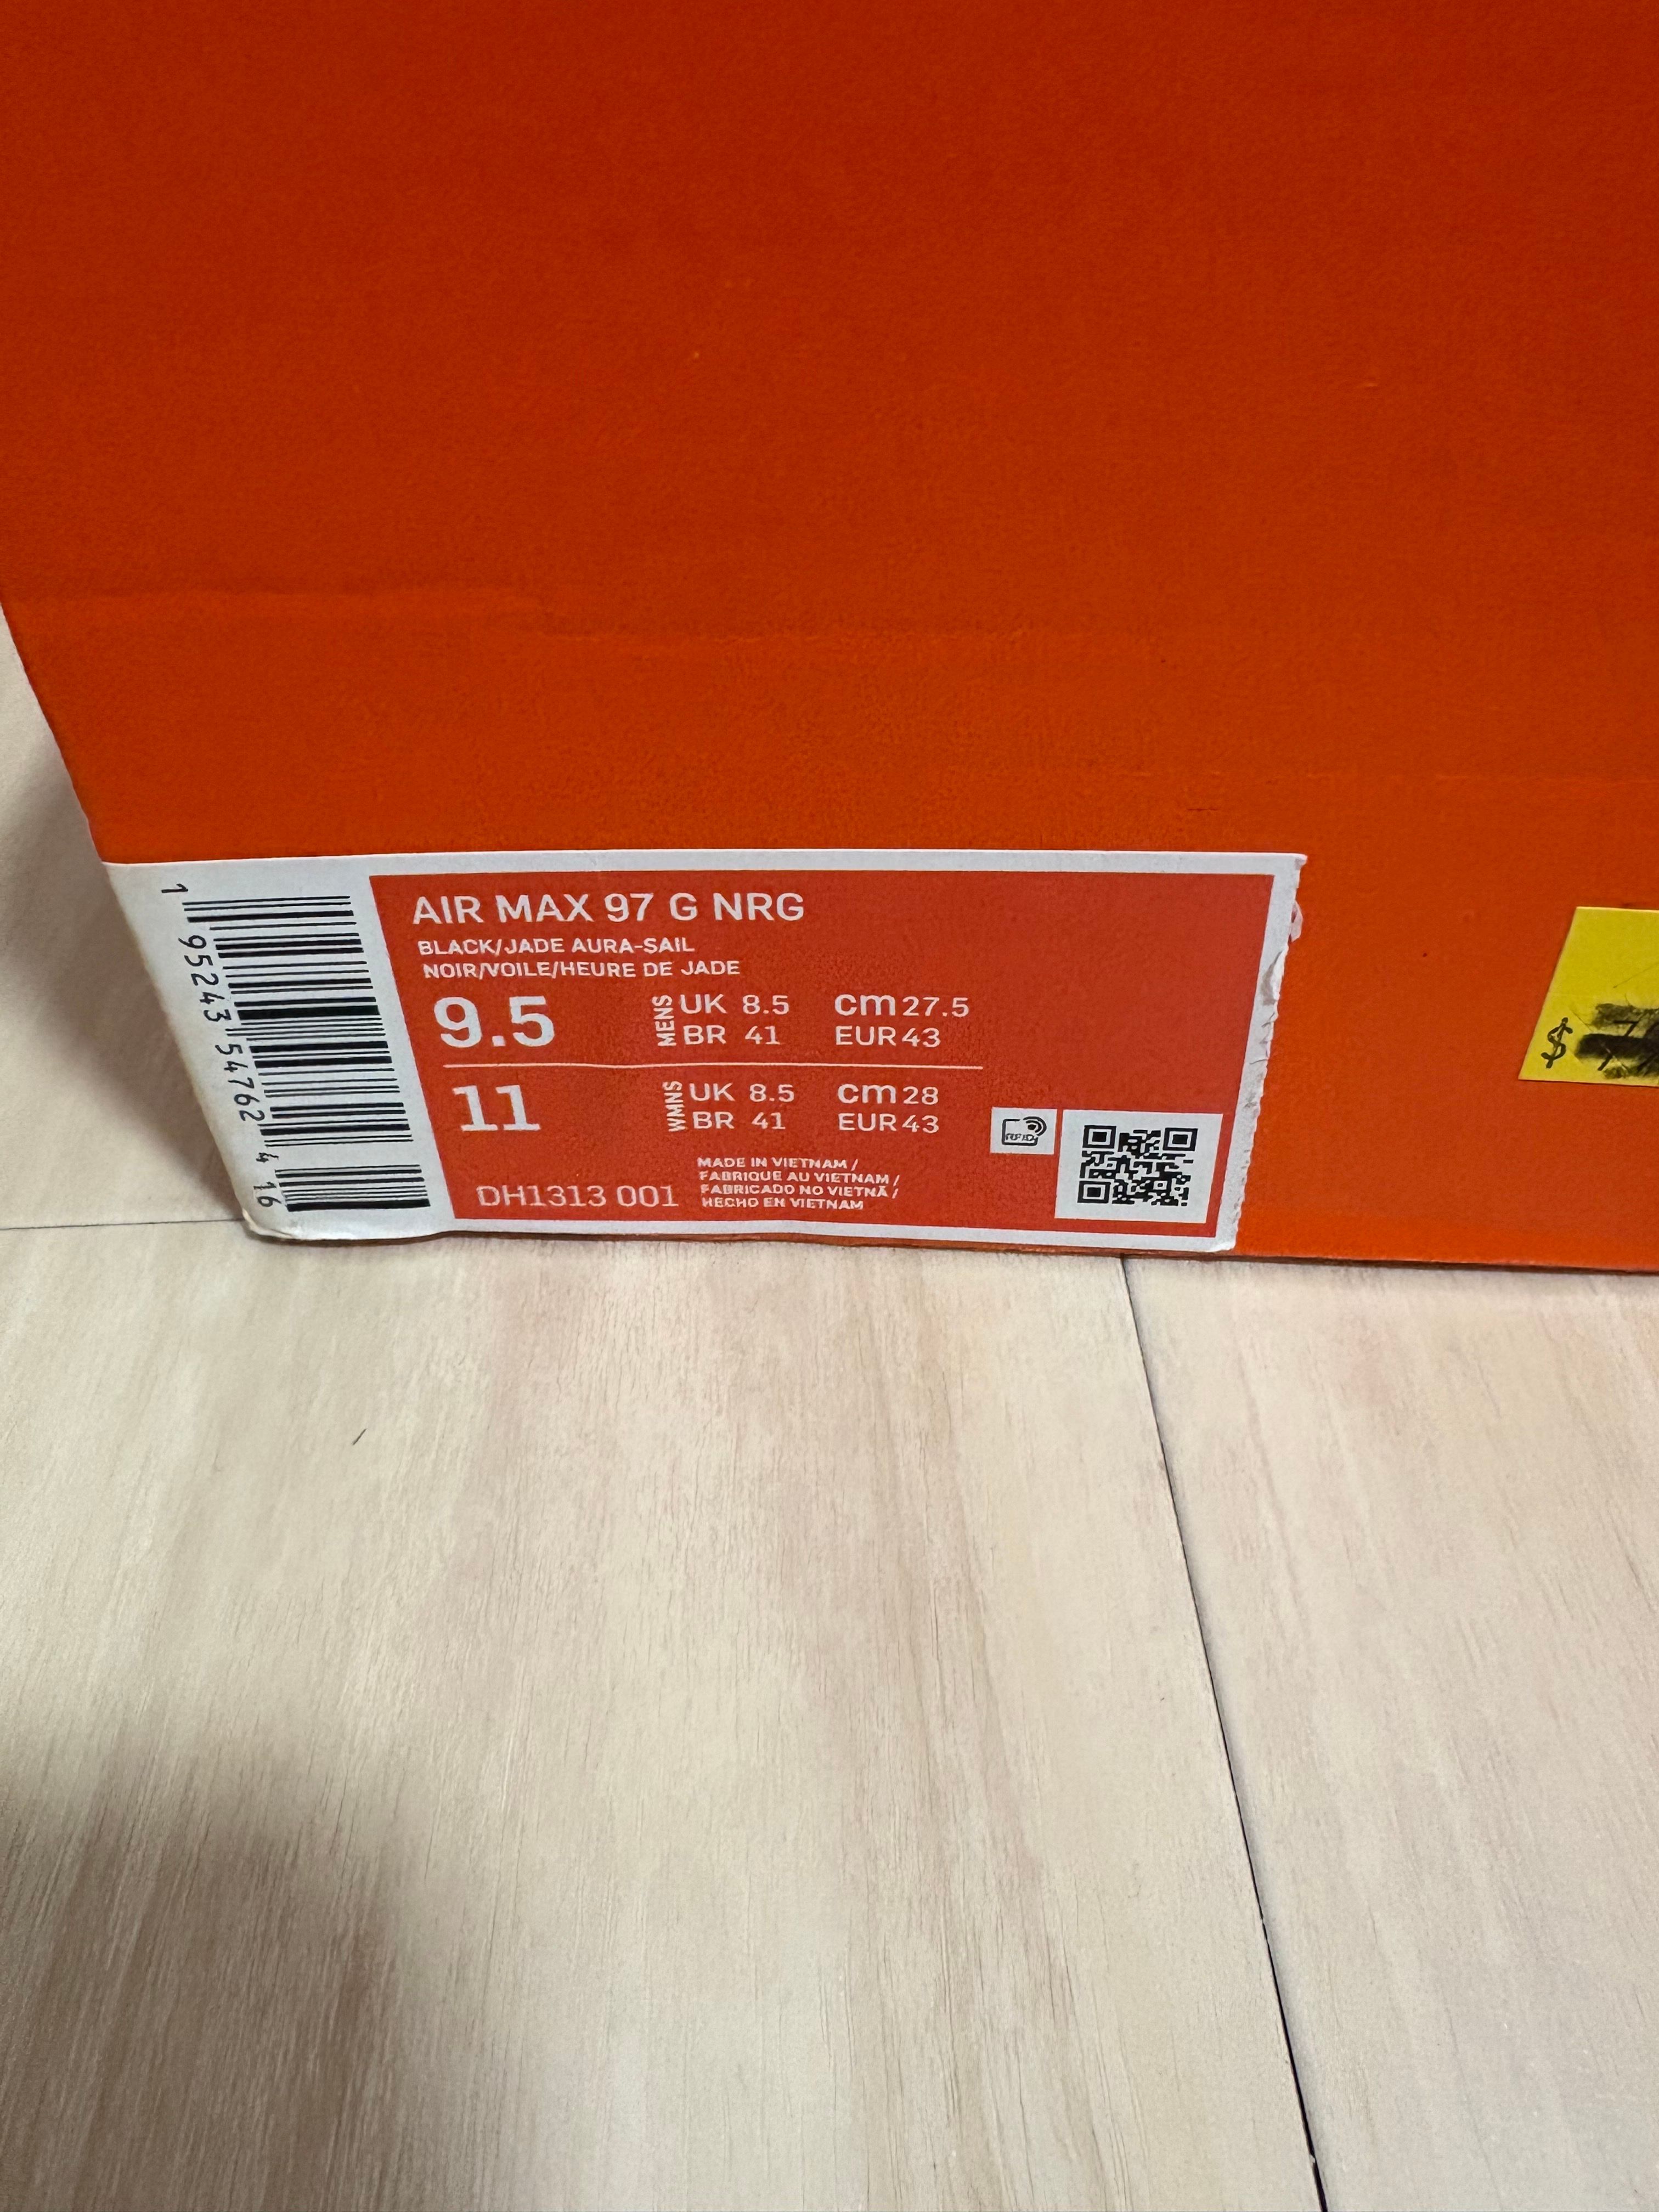 AIR MAX 97 G NRG
BLACK/JADE AURA-SAIL
NOIR/VOILE/HEURE DE JADE
9.5 MENS UK 8.5 cm 27.5
BR 41 EUR 43
11 WMNS UK 8.5 cm 28
BR 41 EUR 43
DH1313 001
MADE IN VIETNAM /
FABRIQUE AU VIETNAM /
FABRICADO NO VIETNÃ /
HECHO EN VIETNAM
RFID
1 95243 54762 4 16
$